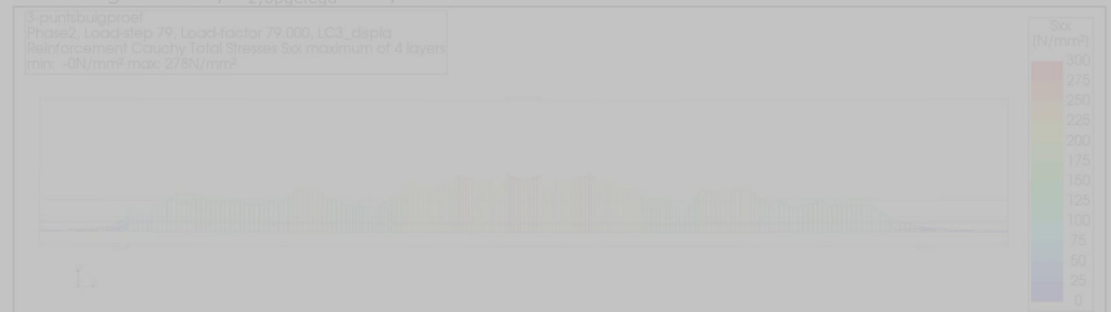 3-puntsbuigproef
Phase2, Load-step 79, Load-factor 79,000, LC3_displa
Reinforcement Cauchy Total Stresses Sxx maximum of 4 layers
min: -0N/mm² max: 278N/mm²
Sxx
(N/mm²)
300
275
250
225
200
175
150
125
100
75
50
25
0